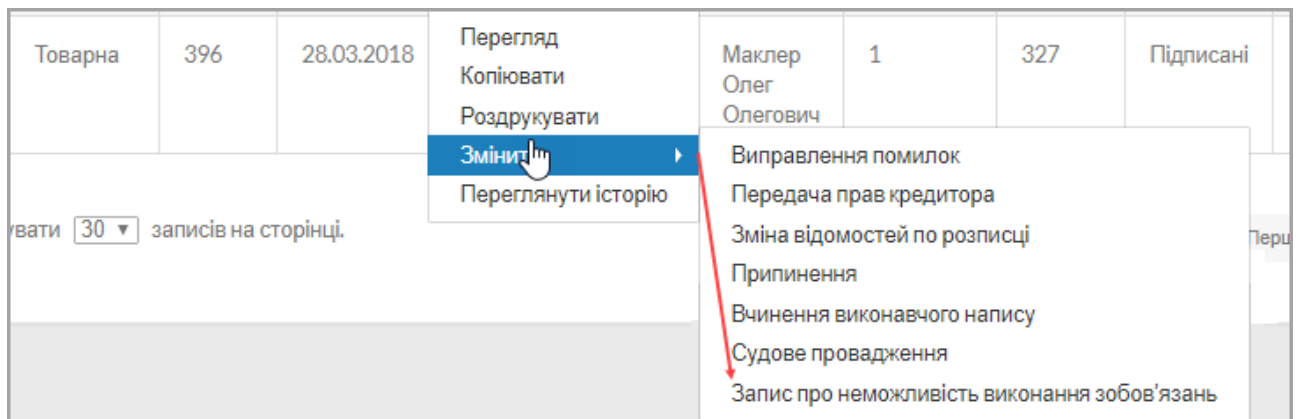 Товарна 396 28.03.2018 Перегляд Маклер 1 327 Підписані
Копіювати Олег
Роздрукувати Олегович
Виправлення помилок
Переглянути історію Передача прав кредитора
30 записів на сторінці. Зміна відомостей по розписці
Припинення
Вчинення виконавчого напису
Судове провадження
Запис про неможливість виконання зобов'язань